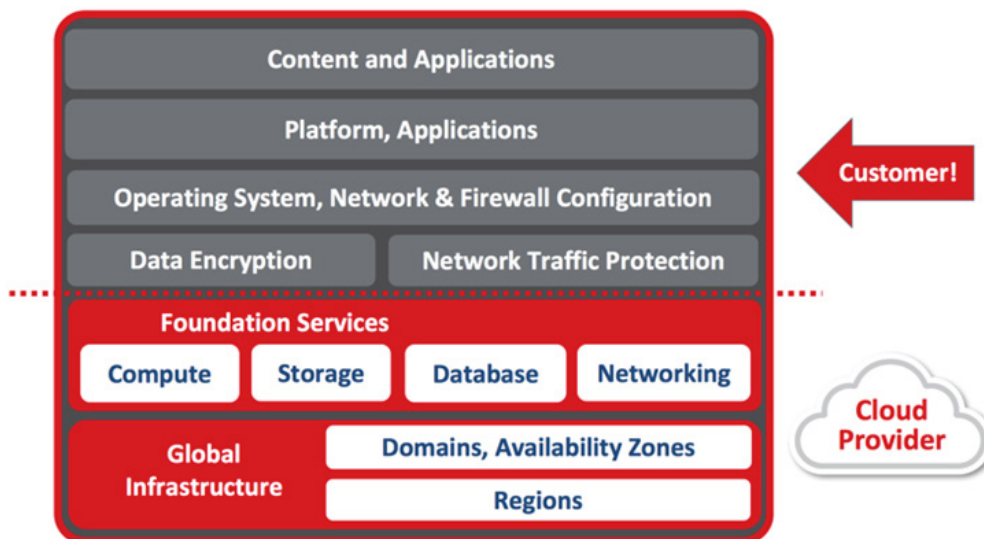 Content and Applications
Platform, Applications
Customer!
Operating System, Network & Firewall Configuration
Data Encryption
Network Traffic Protection
Foundation Services
Compute
Storage
Database
Networking
Cloud
Provider
Global
Infrastructure
Domains, Availability Zones
Regions